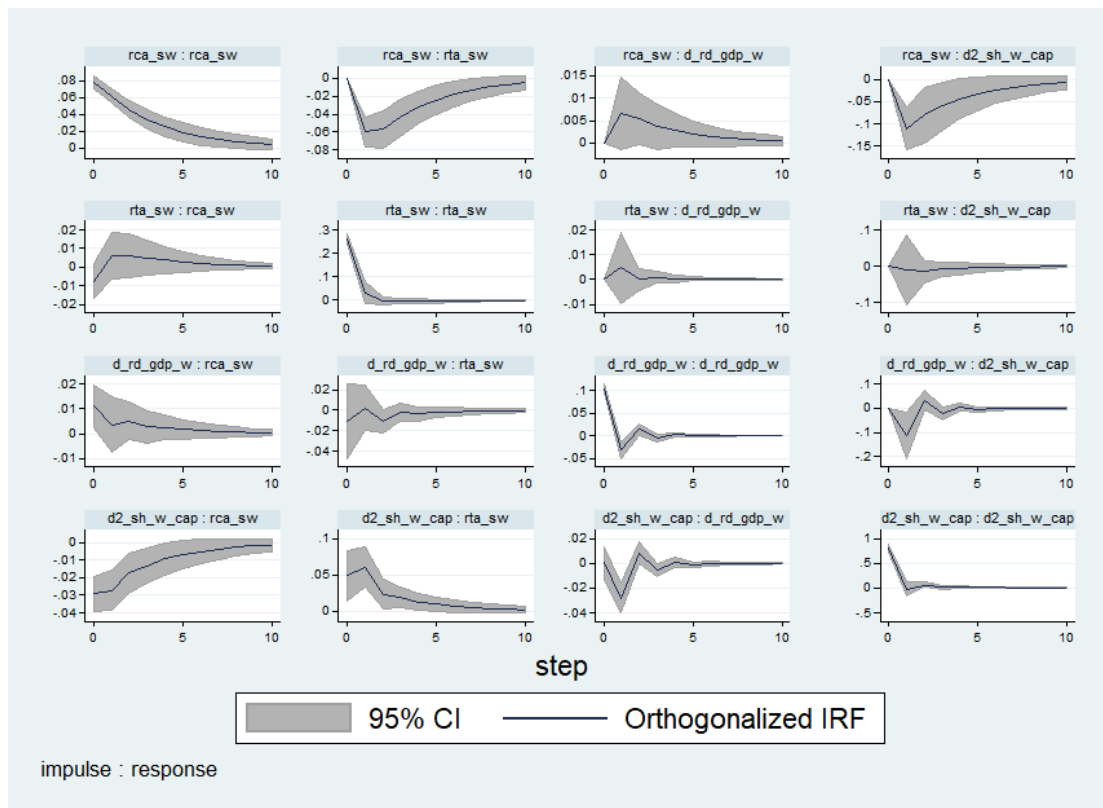 rca_sw : rca_sw
rca_sw : rta_sw
rca_sw : d_rd_gdp_w
rca_sw : d2_sh_w_cap
.08
.06
.04
.02
0
0
-.02
-.04
-.06
-.08
.015
.01
.005
0
0
-.05
-.1
-.15
0 5 10
0 5 10
0 5 10
0 5 10
rta_sw : rca_sw
rta_sw : rta_sw
rta_sw : d_rd_gdp_w
rta_sw : d2_sh_w_cap
.02
.01
0
-.01
-.02
.3
.2
.1
0
.02
.01
0
-.01
.1
0
-.1
0 5 10
0 5 10
0 5 10
0 5 10
d_rd_gdp_w : rca_sw
d_rd_gdp_w : rta_sw
d_rd_gdp_w : d_rd_gdp_w
d_rd_gdp_w : d2_sh_w_cap
.02
.01
0
-.01
.02
0
-.02
-.04
.1
.05
0
-.05
.1
0
-.1
-.2
0 5 10
0 5 10
0 5 10
0 5 10
d2_sh_w_cap : rca_sw
d2_sh_w_cap : rta_sw
d2_sh_w_cap : d_rd_gdp_w
d2_sh_w_cap : d2_sh_w_cap
0
-.01
-.02
-.03
-.04
.1
.05
0
.02
0
-.02
-.04
1
.5
0
-.5
0 5 10
0 5 10
0 5 10
0 5 10
step
95% CI
Orthogonalized IRF
impulse : response